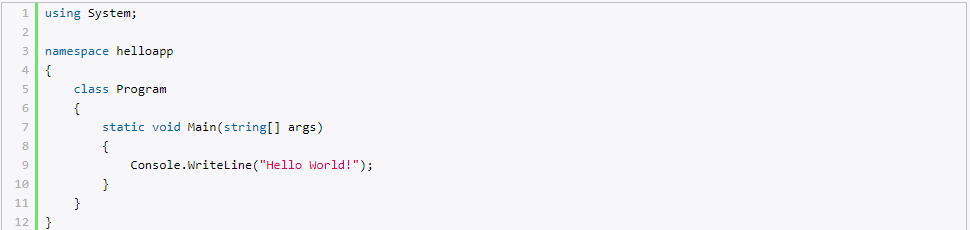 1 using System;
2
3 namespace helloapp
4 {
5     class Program
6     {
7         static void Main(string[] args)
8         {
9             Console.WriteLine("Hello World!");
10         }
11     }
12 }